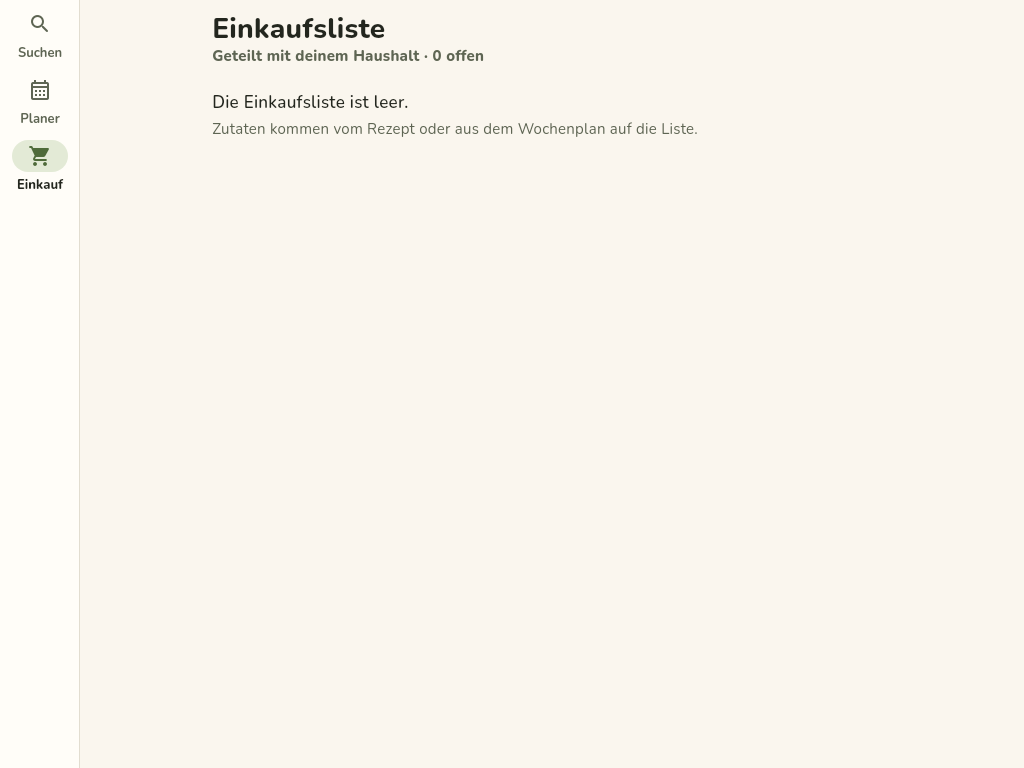 Suchen
Planer
Einkauf
Einkaufsliste
Geteilt mit deinem Haushalt · 0 offen
Die Einkaufsliste ist leer.
Zutaten kommen vom Rezept oder aus dem Wochenplan auf die Liste.